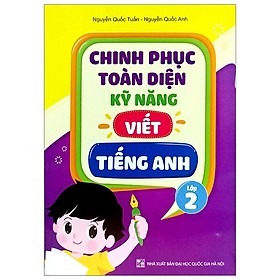 Nguyễn Quốc Tuấn - Nguyễn Quốc Anh
CHINH PHỤC
TOÀN DIỆN
KỸ NĂNG
VIẾT
TIẾNG ANH
Lớp
2
NHÀ XUẤT BẢN ĐẠI HỌC QUỐC GIA HÀ NỘI